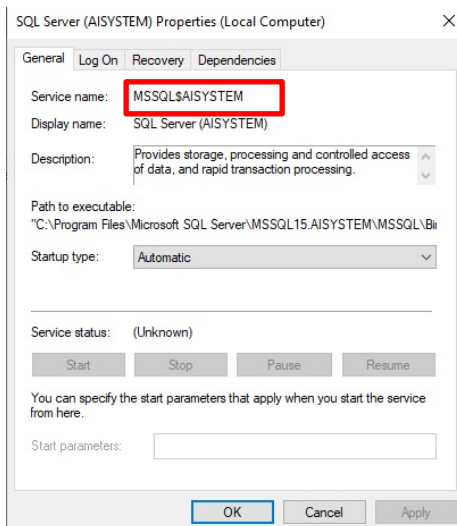 SQL Server (AISYSTEM) Properties (Local Computer)
General Log On Recovery Dependencies
Service name: MSSQL$AISYSTEM
Display name: SQL Server (AISYSTEM)
Description: Provides storage, processing and controlled access
of data, and rapid transaction processing.
Path to executable:
"C:\Program Files\Microsoft SQL Server\MSSQL15.AISYSTEM\MSSQL\Bi
Startup type: Automatic
Service status: (Unknown)
Start Stop Pause Resume
You can specify the start parameters that apply when you start the service
from here.
Start parameters:
OK Cancel Apply